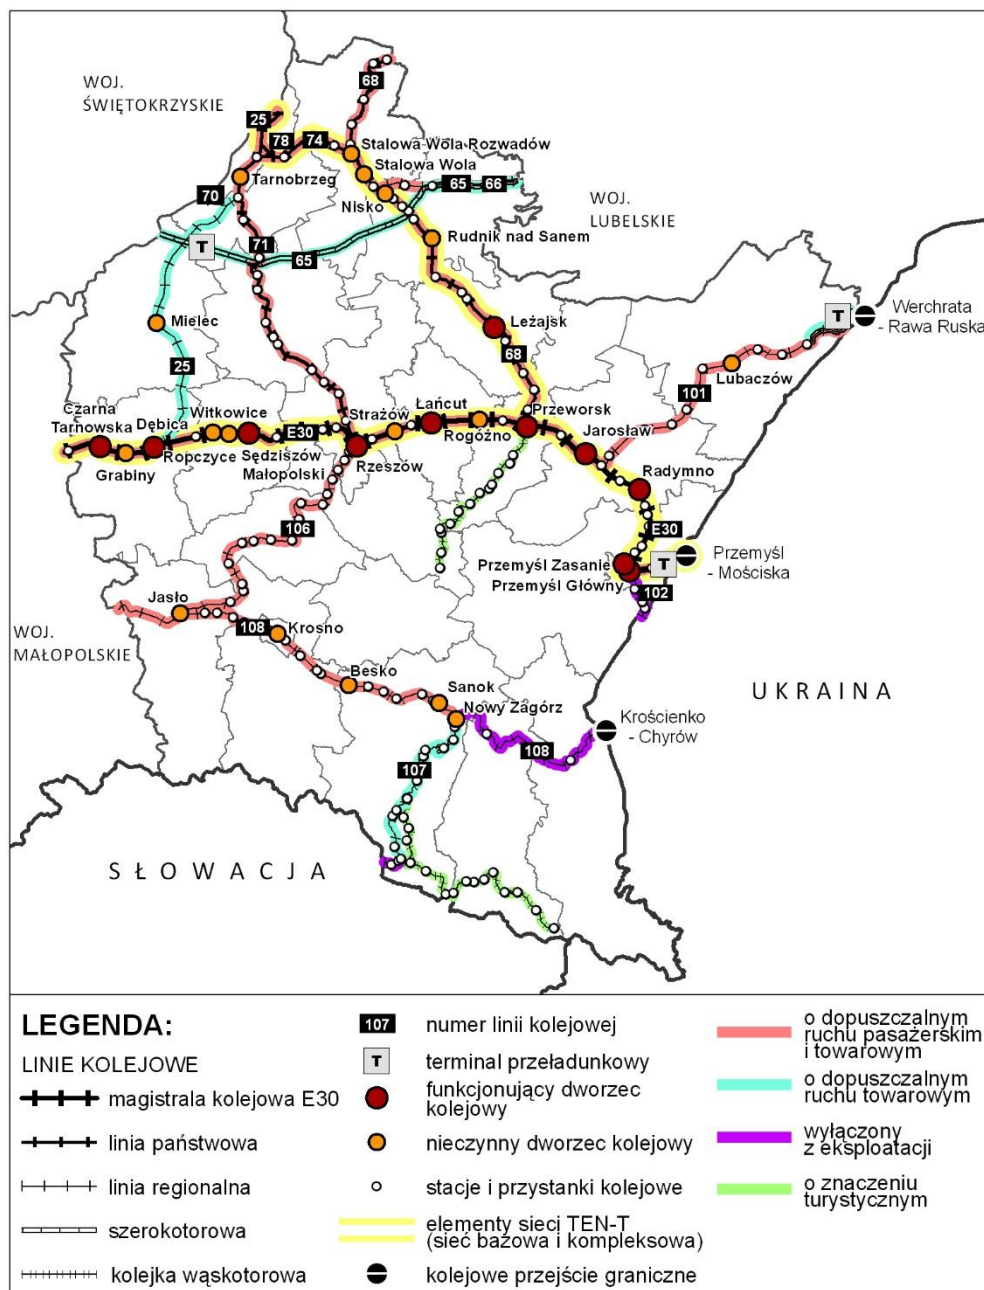 WOJ.
ŚWIĘTOKRZYSKIE
68
25
78
74
Stalowa Wola Rozwadów
Stalowa Wola
Tarnobrzeg
70
65
66
Nisko
WOJ.
LUBELSKIE
T
71
65
Rudnik nad Sanem
Werchrata
- Rawa Ruska
T
Mielec
Leżajsk
68
25
Lubaczów
101
Czarna
Tarnowska
Dębica
Witkowice
Strażów
Łańcut
Przeworsk
E30
Rogóżno
Jarosław
Ropczyce
Sędziszów
Małopolski
Rzeszów
Grabiny
Radymno
106
E30
Przemyśl Zasanie
Przemyśl Główny
T
Przemyśl
- Mościska
102
Jasło
WOJ.
MAŁOPOLSKIE
108
Krosno
Besko
Sanok
Nowy Zagórz
UKRAINA
Krościenko
- Chyrów
108
107
SŁOWACJA
LEGENDA:
LINIE KOLEJOWE
magistrala kolejowa E30
linia państwowa
linia regionalna
szerokotorowa
kolejka wąskotorowa
107
numer linii kolejowej
T
terminal przeładunkowy
funkcjonujący dworzec
kolejowy
nieczynny dworzec kolejowy
stacje i przystanki kolejowe
elementy sieci TEN-T
(sieć bazowa i kompleksowa)
kolejowe przejście graniczne
o dopuszczalnym
ruchu pasażerskim
i towarowym
o dopuszczalnym
ruchu towarowym
wyłączony
z eksploatacji
o znaczeniu
turystycznym